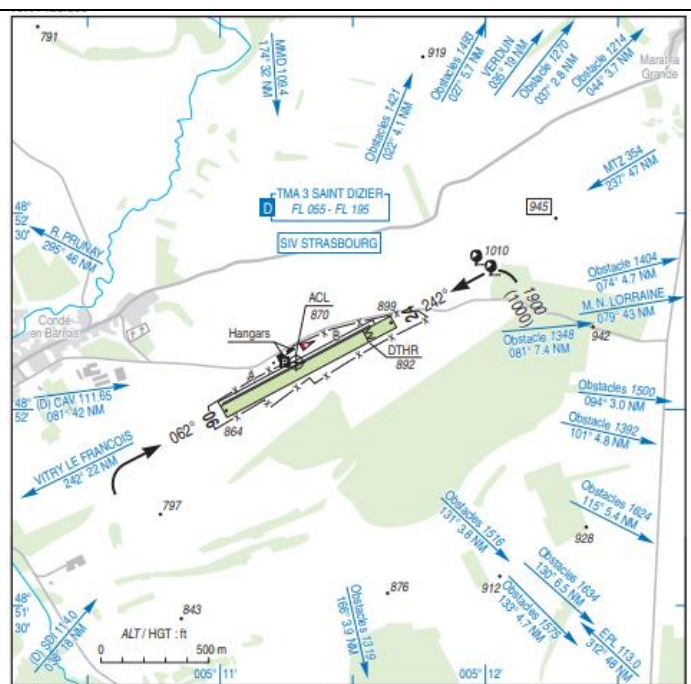 791
MMD 109.4
174° 32 NM
919
Obstacles 1421
022° 4.1 NM
Obstacles 1493
027° 5.7 NM
VERDUN
035° 19 NM
Obstacle 1270
037° 2.8 NM
Obstacle 1214
044° 3.7 NM
Grande
MTZ 354
237° 47 NM
48°
52'
30"
R. PRUNAY
295° 46 NM
D
TMA 3 SAINT DIZIER
FL 055 - FL 195
SIV STRASBOURG
945
1010
1900
(1000)
Obstacle 1404
074° 4.7 NM
M. N. LORRAINE
079° 43 NM
Obstacle 1348
081° 7.4 NM
942
242°
24
899
ACL
870
Hangars
A
B
P
DTHR
892
Condé-
en Barrois
(D) CAV 111.65
081° 42 NM
48°
52'
06
864
062°
VITRY LE FRANCOIS
242° 22 NM
797
Obstacles 1500
094° 3.0 NM
Obstacle 1392
101° 4.8 NM
Obstacles 1624
115° 5.4 NM
928
Obstacles 1516
131° 3.8 NM
Obstacles 1634
130° 6.5 NM
912
Obstacles 1575
133° 4.7 NM
EPL 113.0
312° 48 NM
876
Obstacles 1319
166° 3.9 NM
48°
51'
30"
843
(D) SDI 114.0
038° 18 NM
ALT / HGT : ft
0
500 m
005° 11'
005° 12'